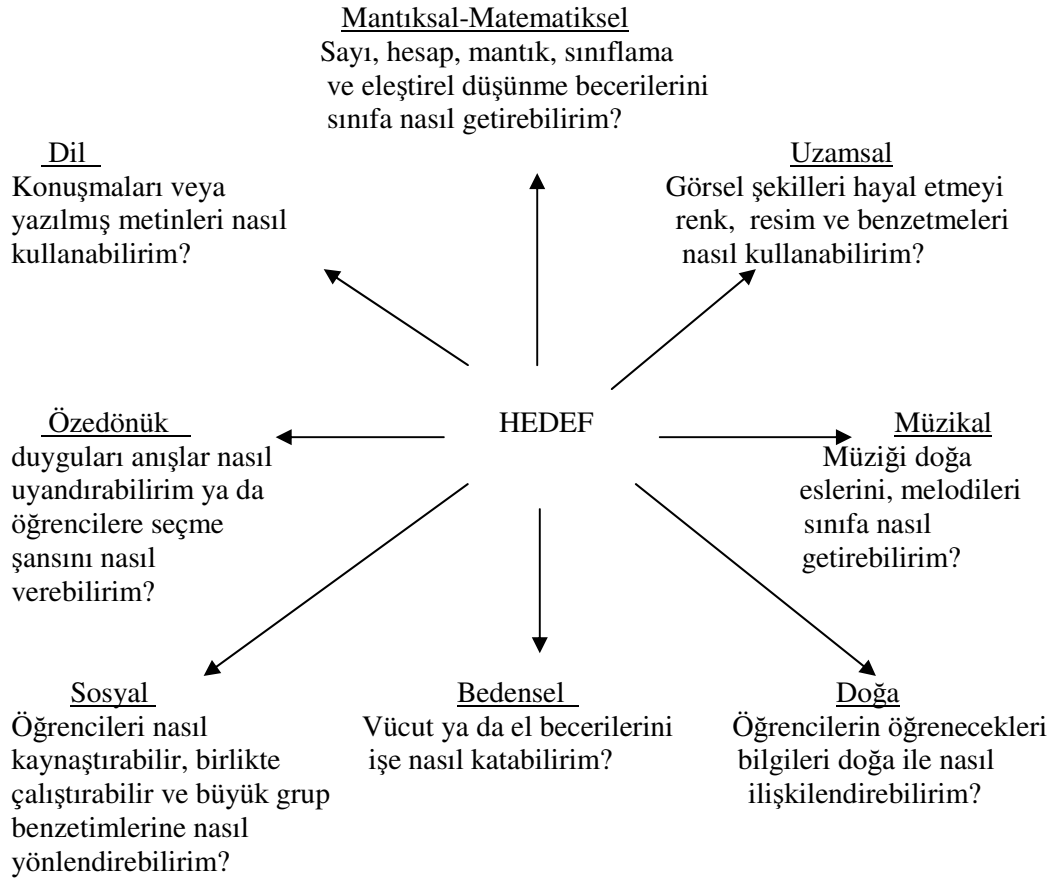 Mantıksal-Matematiksel
Sayı, hesap, mantık, sınıflama
ve eleştirel düşünme becerilerini
sınıfa nasıl getirebilirim?
Dil
Konuşmaları veya
yazılmış metinleri nasıl
kullanabilirim?
Uzamsal
Görsel şekilleri hayal etmeyi
renk, resim ve benzetmeleri
nasıl kullanabilirim?
Özedönük
duyguları anışlar nasıl
uyandırabilirim ya da
öğrencilere seçme
şansını nasıl
verebilirim?
HEDEF
Müzikal
Müziği doğa
eslerini, melodileri
sınıfa nasıl
getirebilirim?
Sosyal
Öğrencileri nasıl
kaynaştırabilir, birlikte
çalıştırabilir ve büyük grup
benzetimlerine nasıl
yönlendirebilirim?
Bedensel
Vücut ya da el becerilerini
işe nasıl katabilirim?
Doğa
Öğrencilerin öğrenecekleri
bilgileri doğa ile nasıl
ilişkilendirebilirim?